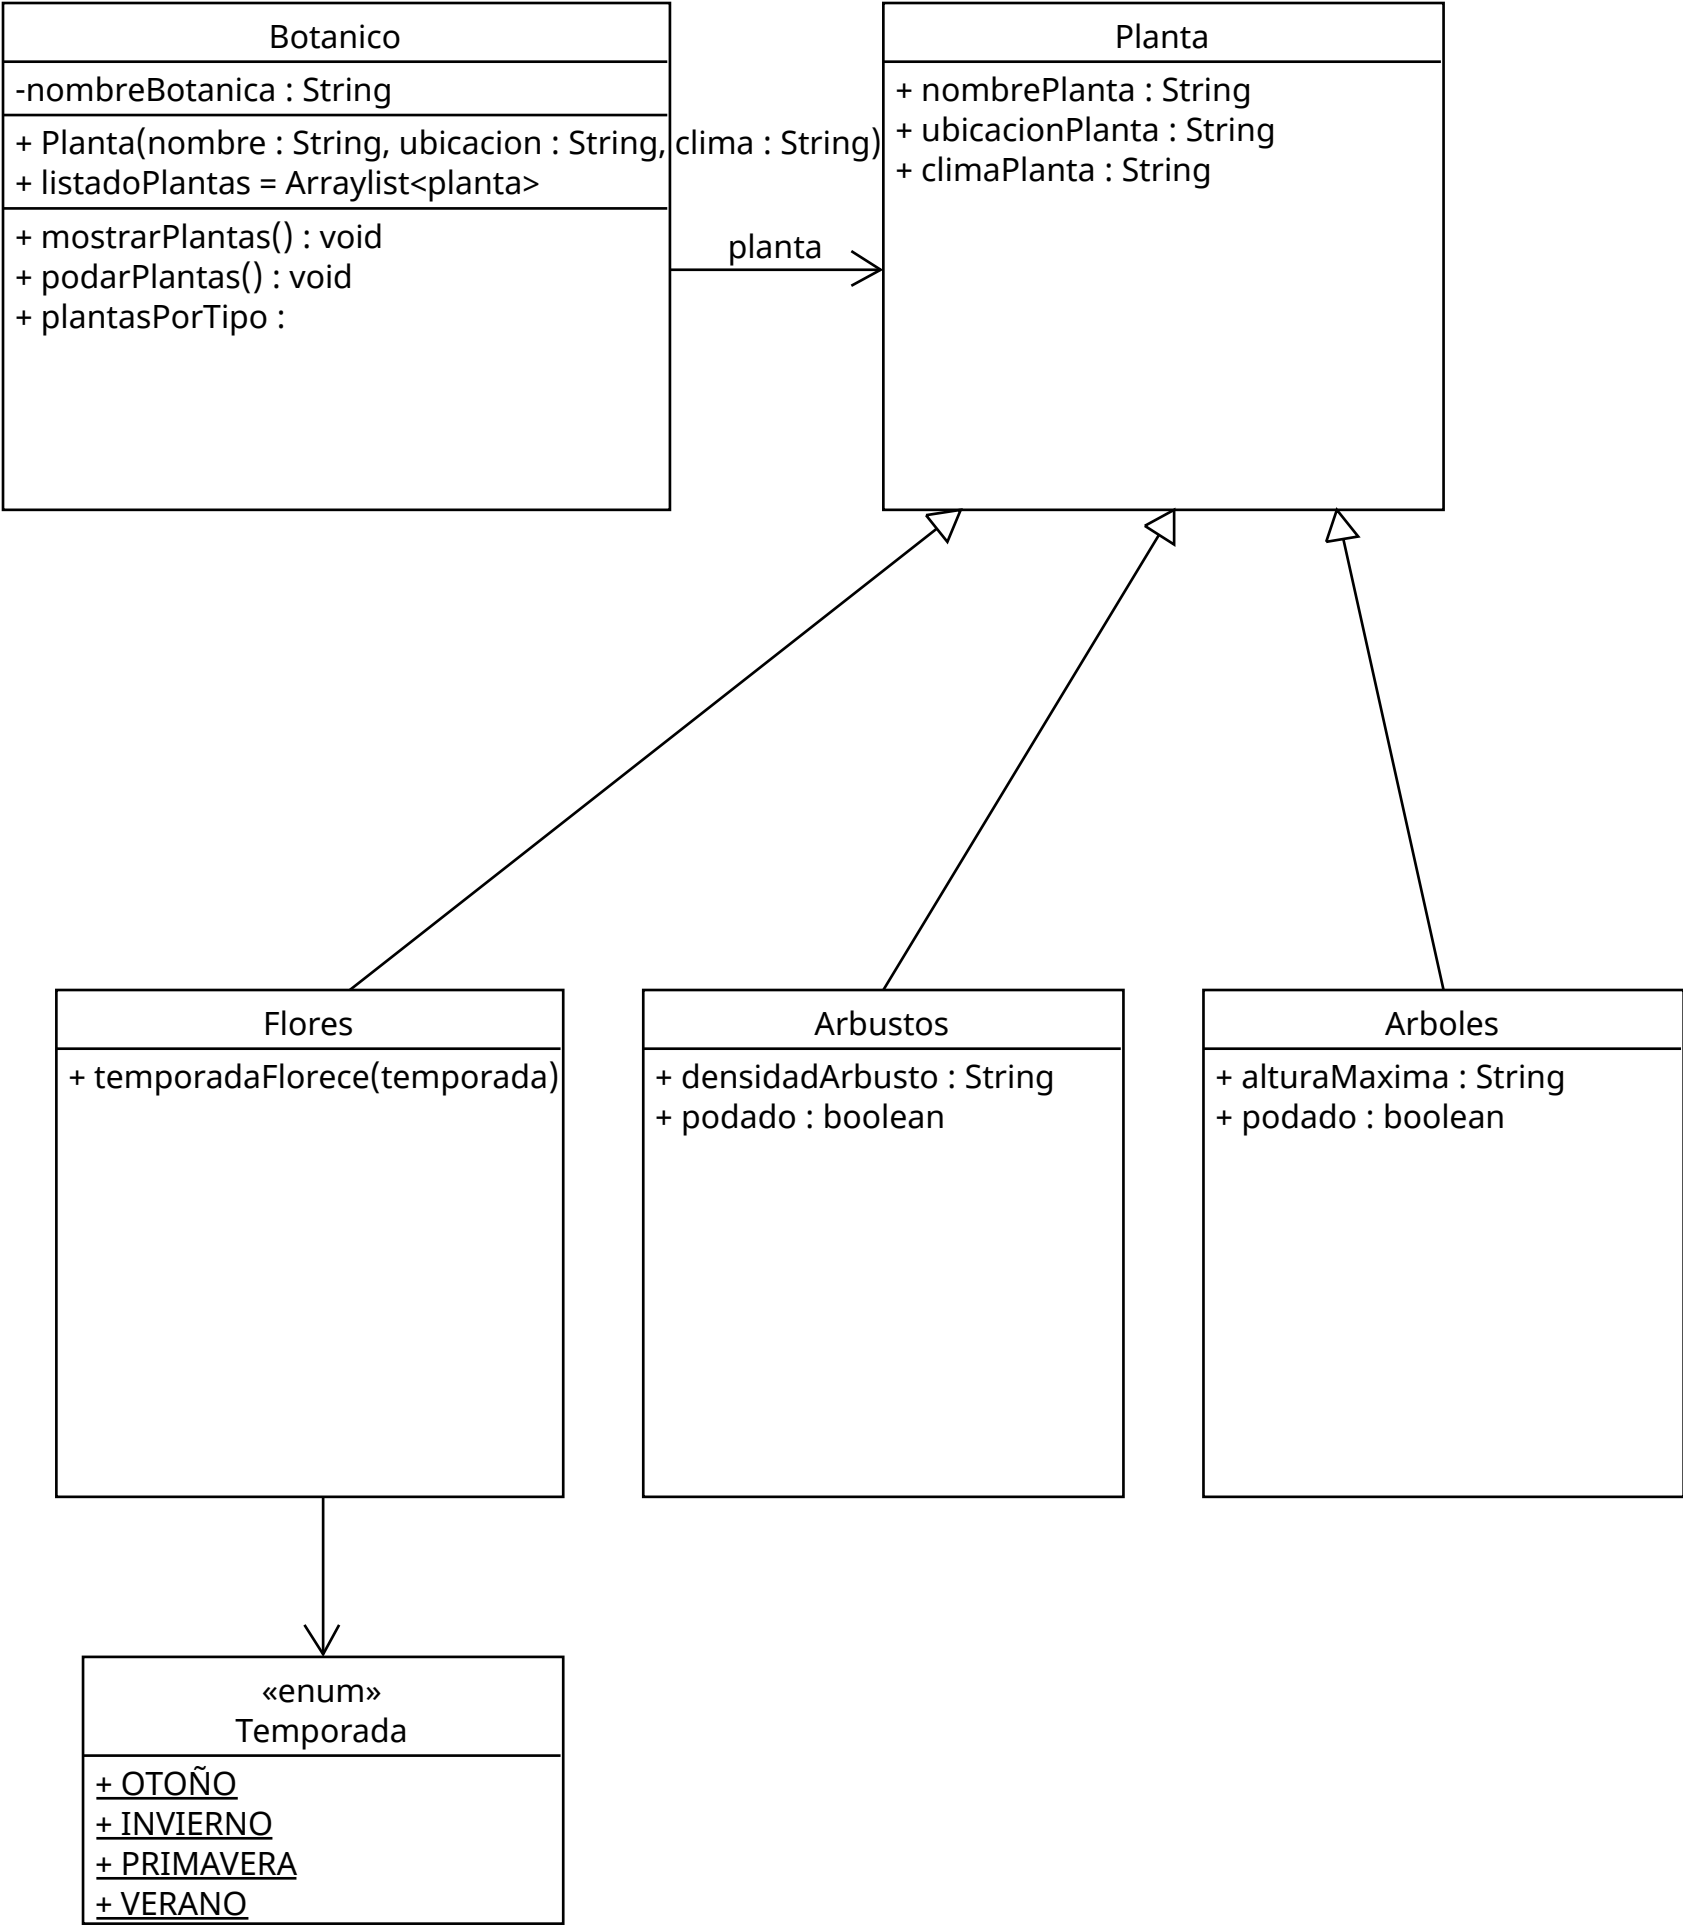 Botanico
-nombreBotanica : String
+ Planta(nombre : String, ubicacion : String, clima : String)
+ listadoPlantas = Arraylist<planta>
+ mostrarPlantas() : void
+ podarPlantas() : void
+ plantasPorTipo :
planta
Planta
+ nombrePlanta : String
+ ubicacionPlanta : String
+ climaPlanta : String
Flores
+ temporadaFlorece(temporada)
Arbustos
+ densidadArbusto : String
+ podado : boolean
Arboles
+ alturaMaxima : String
+ podado : boolean
«enum»
Temporada
+ OTOÑO
+ INVIERNO
+ PRIMAVERA
+ VERANO